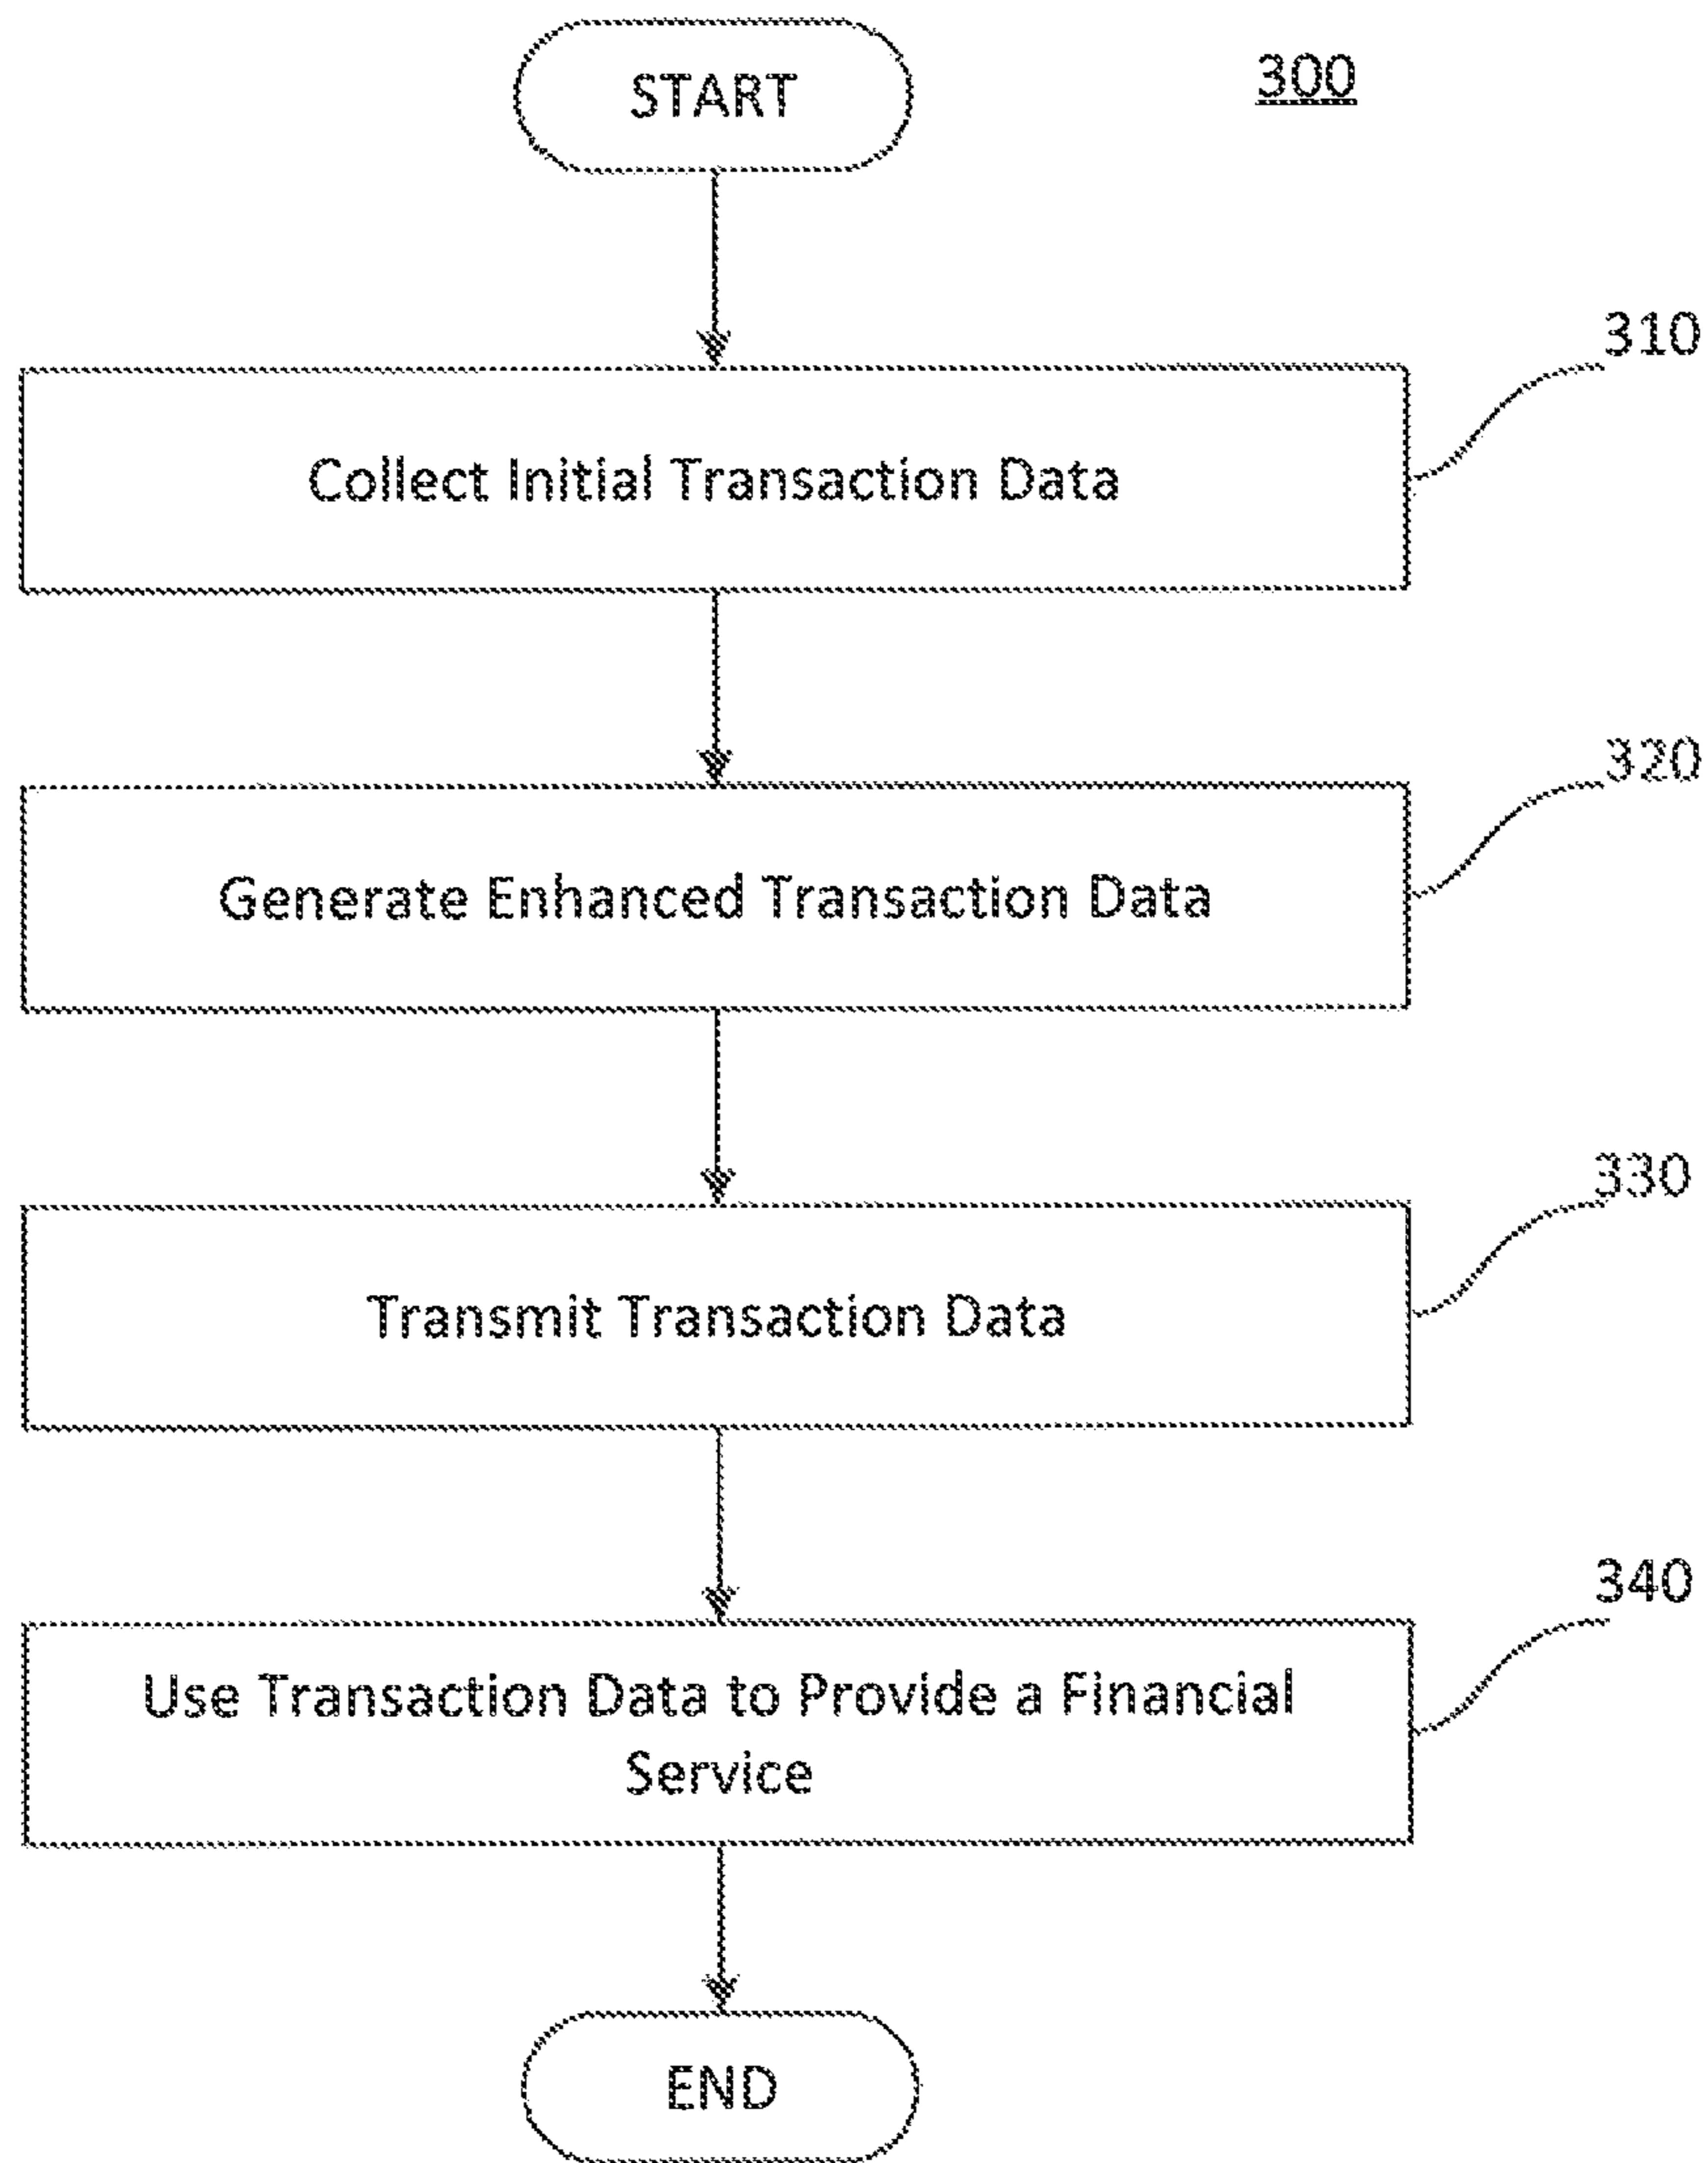 START
300
310
Collect Initial Transaction Data
320
Generate Enhanced Transaction Data
330
Transmit Transaction Data
340
Use Transaction Data to Provide a Financial
Service
END